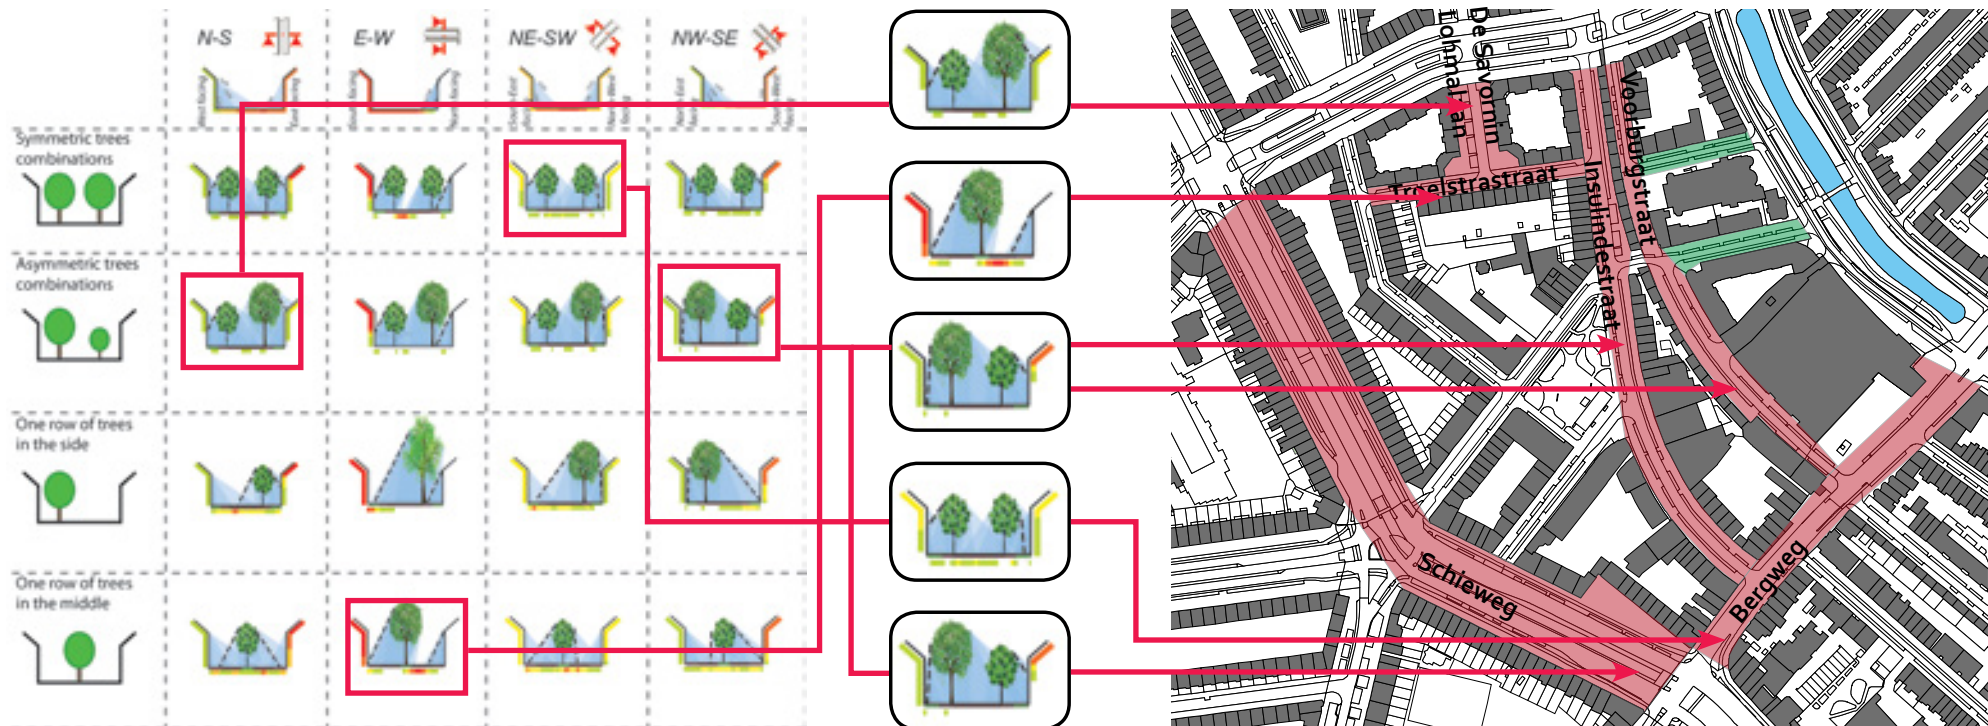 N-S
E-W
NE-SW
NW-SE
Symmetric trees
combinations
Asymmetric trees
combinations
One row of trees
in the side
One row of trees
in the middle
De Savornin
Lohmanlaan
Voorburgstraat
Troelstrastraat
Insulindestraat
Schieweg
Bergweg